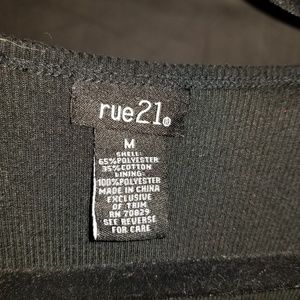 rue21®
M
SHELL:
65%POLYESTER
35%COTTON
LINING:
100%POLYESTER
MADE IN CHINA
EXCLUSIVE
OF TRIM
RN 70829
SEE REVERSE
FOR CARE